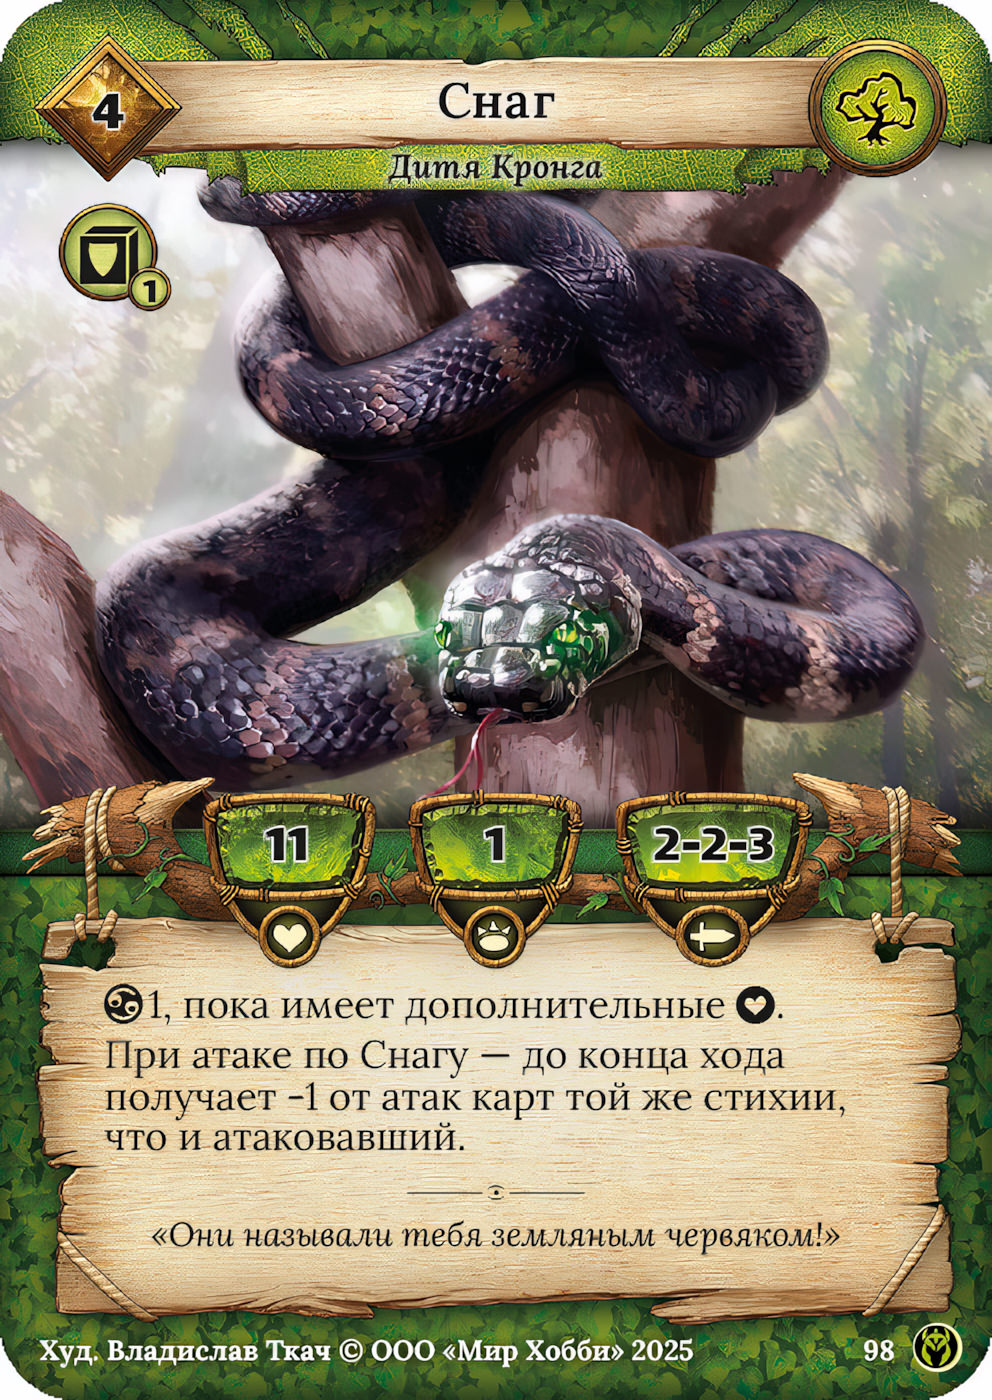 4
Снаг
Дитя Кронга
1
11
1
2-2-3
1, пока имеет дополнительные .
При атаке по Снагу — до конца хода
получает -1 от атак карт той же стихии,
что и атаковавший.
«Они называли тебя земляным червяком!»
Худ. Владислав Ткач © ООО «Мир Хобби» 2025
98